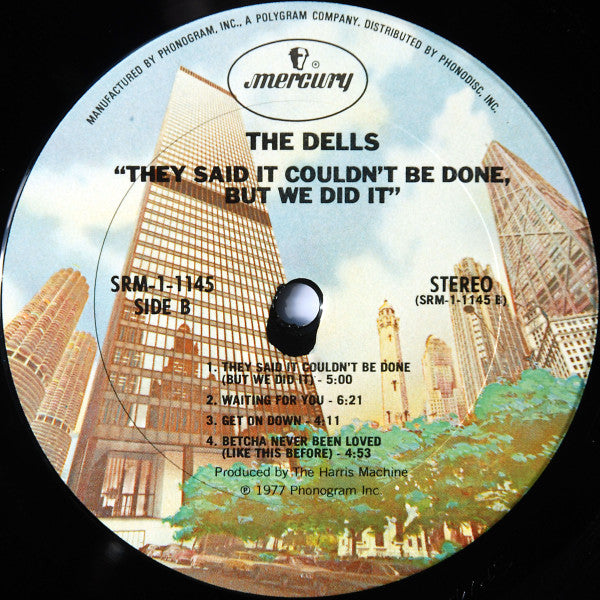 MANUFACTURED BY PHONOGRAM, INC., A POLYGRAM COMPANY. DISTRIBUTED BY PHONODISC, INC.
mercury®
THE DELLS
“THEY SAID IT COULDN'T BE DONE,
BUT WE DID IT”
SRM-1-1145
SIDE B
STEREO
(SRM-1-1145 B)
1. THEY SAID IT COULDN'T BE DONE
(BUT WE DID IT) - 5:00
2. WAITING FOR YOU - 6:21
3. GET ON DOWN - 4:11
4. BETCHA NEVER BEEN LOVED
(LIKE THIS BEFORE) - 4:53
Produced by The Harris Machine
℗ 1977 Phonogram Inc.